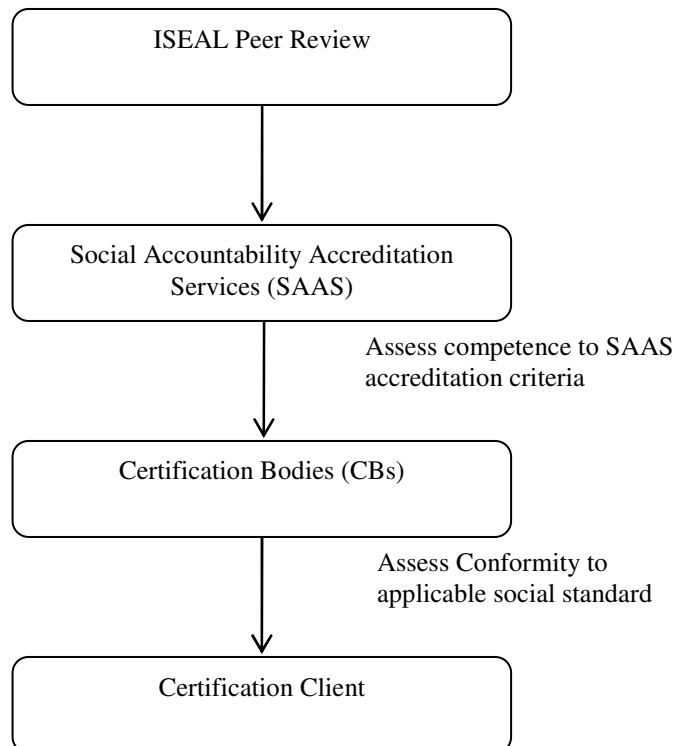 ISEAL Peer Review
Social Accountability Accreditation
Services (SAAS)
Assess competence to SAAS
accreditation criteria
Certification Bodies (CBs)
Assess Conformity to
applicable social standard
Certification Client